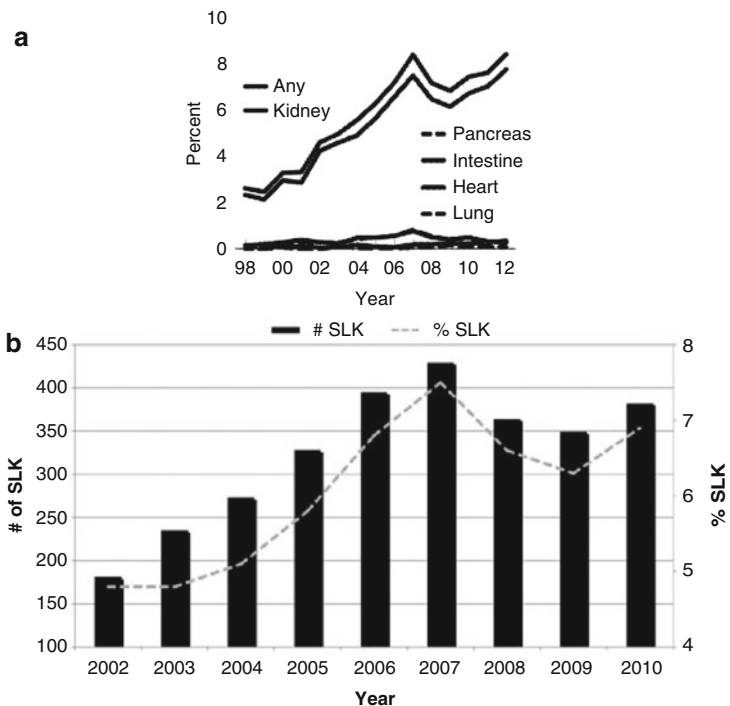 a
10
8
6
4
2
0
Percent
Any
Kidney
Pancreas
Intestine
Heart
Lung
98 00 02 04 06 08 10 12
Year
b
# SLK % SLK
450
400
350
300
250
200
150
100
# of SLK
8
7
6
5
4
% SLK
2002 2003 2004 2005 2006 2007 2008 2009 2010
Year